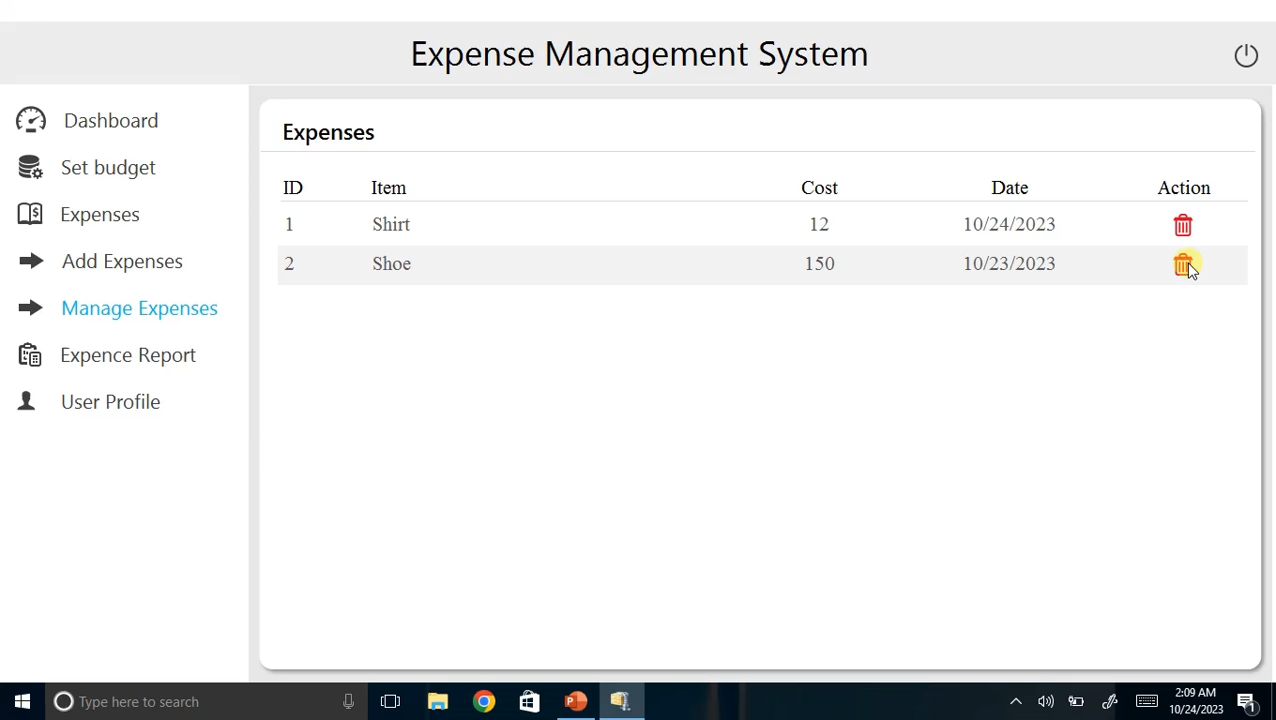 Expense Management System
Dashboard
Set budget
Expenses
Add Expenses
Manage Expenses
Expence Report
User Profile
Expenses
ID Item Cost Date Action
1 Shirt 12 10/24/2023
2 Shoe 150 10/23/2023
Type here to search
2:09 AM
10/24/2023
1